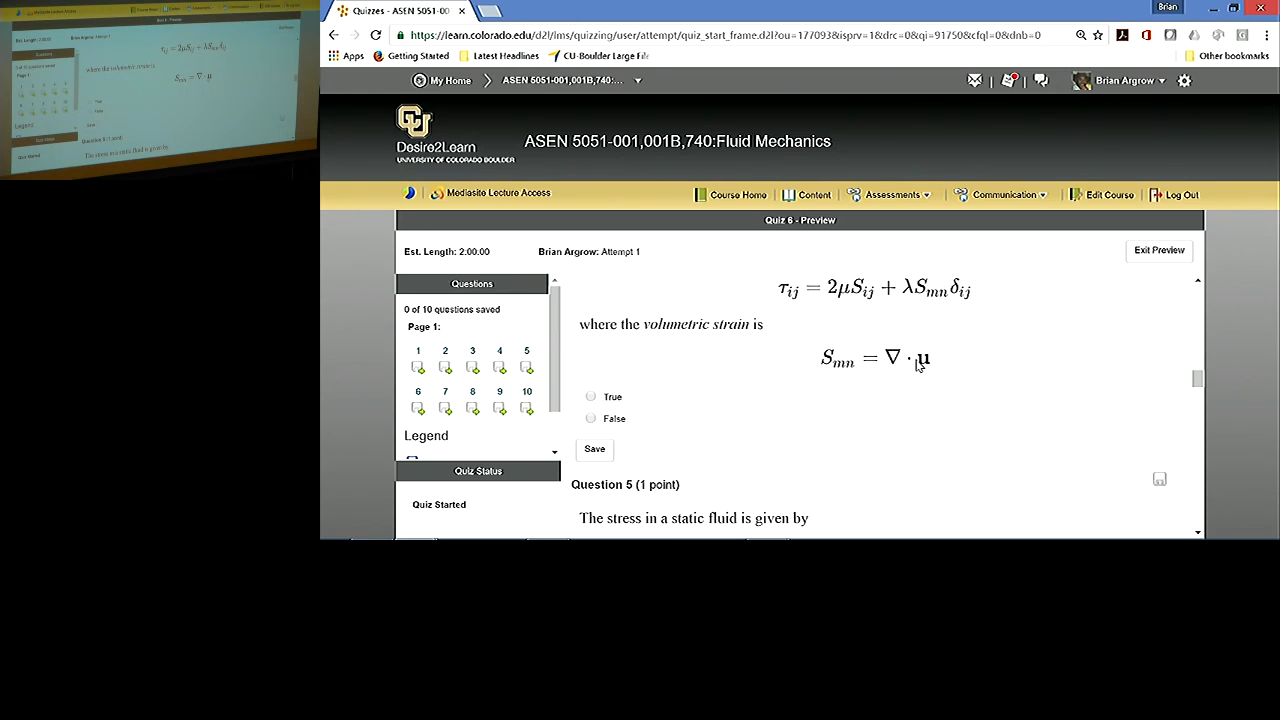 Quizzes - ASEN 5051-00
Brian
https://learn.colorado.edu/d2l/lms/quizzing/user/attempt/quiz_start_frame.d2l?ou=177093&isprv=1&drc=0&qi=91750&cfql=0&dnb=0
Apps Getting Started Latest Headlines CU-Boulder Large File Other bookmarks
My Home ASEN 5051-001,001B,740:... Brian Argrow
Desire2Learn
UNIVERSITY OF COLORADO BOULDER
ASEN 5051-001,001B,740:Fluid Mechanics
Mediasite Lecture Access Course Home Content Assessments Communication Edit Course Log Out
Quiz 6 - Preview
Est. Length: 2:00:00 Brian Argrow: Attempt 1 Exit Preview
Questions
0 of 10 questions saved
Page 1:
1 2 3 4 5
6 7 8 9 10
Legend
Quiz Status
Quiz Started
τij = 2μSij + λSmnδij
where the volumetric strain is
Smn = ∇ · u
True
False
Save
Question 5 (1 point)
The stress in a static fluid is given by